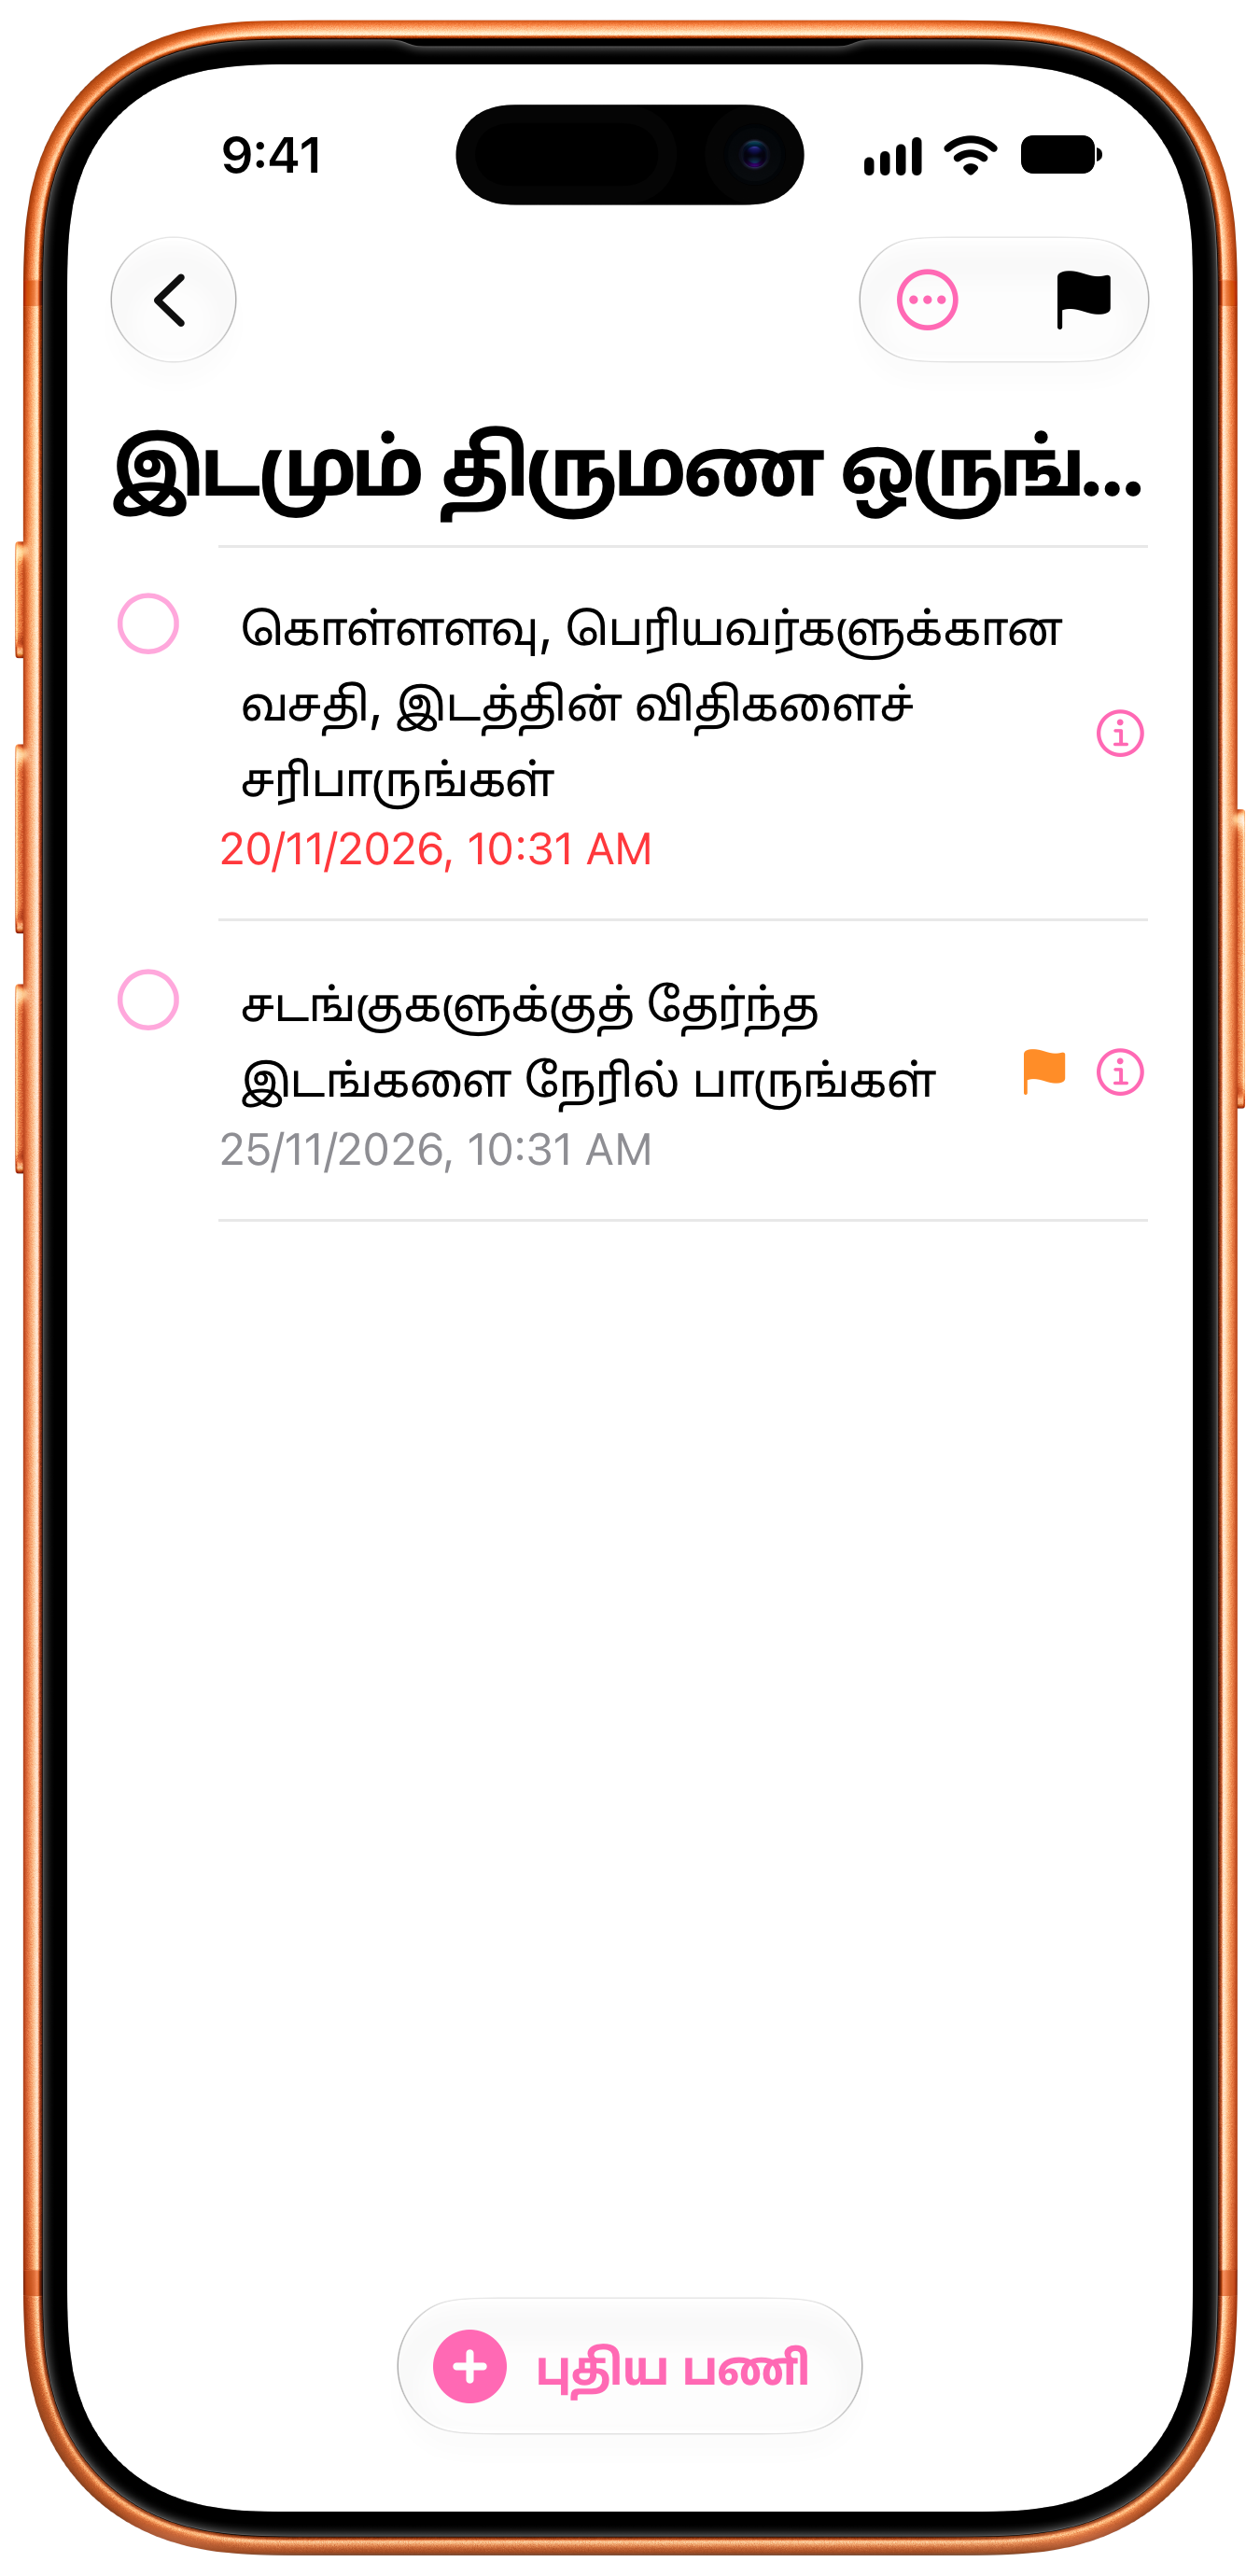 9:41
இடமும் திருமண ஒருங்...
கொள்ளளவு, பெரியவர்களுக்கான
வசதி, இடத்தின் விதிகளைச்
சரிபாருங்கள்
20/11/2026, 10:31 AM
சடங்குகளுக்குத் தேர்ந்த
இடங்களை நேரில் பாருங்கள்
25/11/2026, 10:31 AM
புதிய பணி